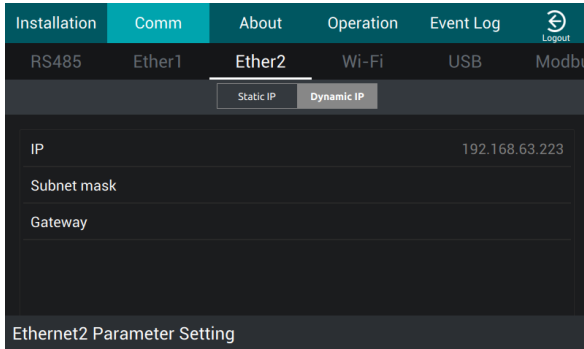 Installation Comm About Operation Event Log Logout
RS485 Ether1 Ether2 Wi-Fi USB Modbu
Static IP Dynamic IP
IP 192.168.63.223
Subnet mask
Gateway
Ethernet2 Parameter Setting